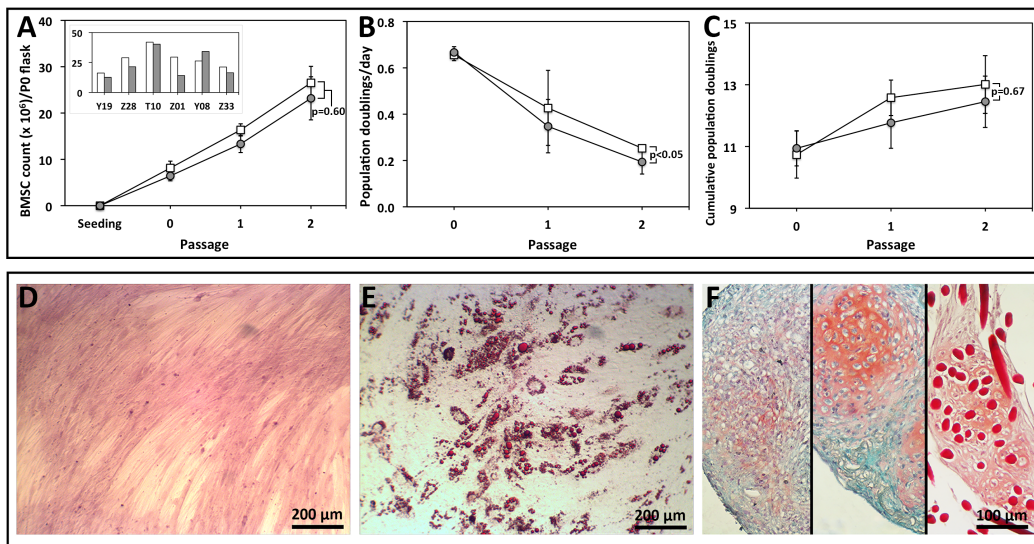 A
BMSC count (x 10⁶)/P0 flask
40
30
20
10
0
50
25
0
Y19 Z28 T10 Z01 Y08 Z33
p=0.60
Seeding 0 1 2
Passage
B
Population doublings/day
0.8
0.6
0.4
0.2
0.0
p<0.05
0 1 2
Passage
C
Cumulative population doublings
15
13
11
9
p=0.67
0 1 2
Passage
D
200 µm
E
200 µm
F
100 µm